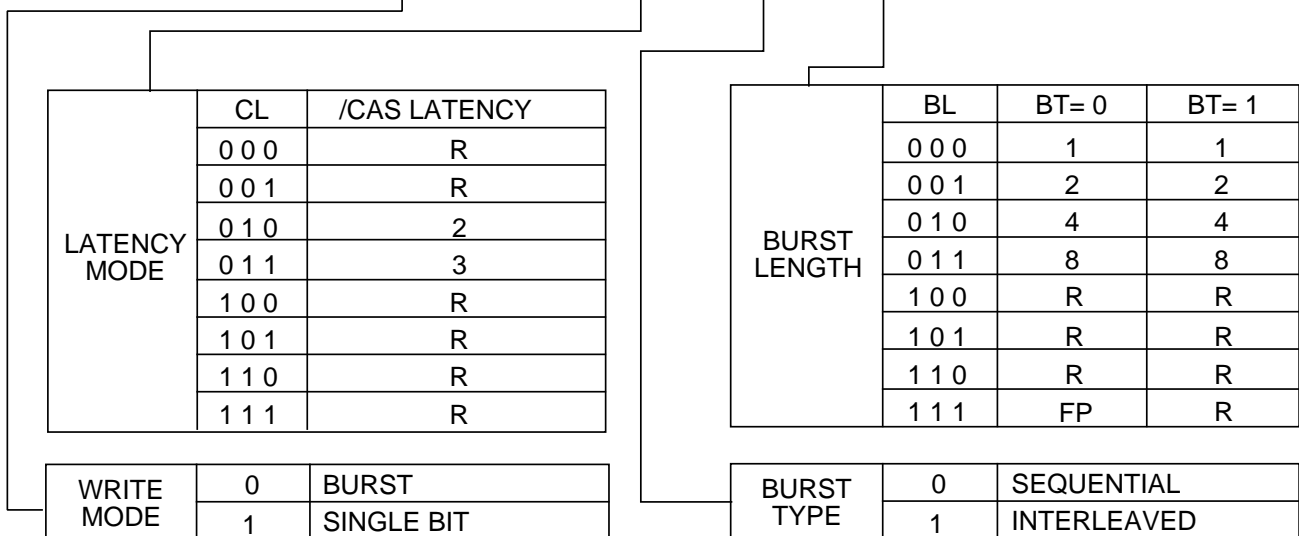 CL /CAS LATENCY
0 0 0 R
0 0 1 R
0 1 0 2
LATENCY
MODE
0 1 1 3
1 0 0 R
1 0 1 R
1 1 0 R
1 1 1 R
BL BT= 0 BT= 1
0 0 0 1 1
0 0 1 2 2
0 1 0 4 4
BURST
LENGTH
0 1 1 8 8
1 0 0 R R
1 0 1 R R
1 1 0 R R
1 1 1 FP R
WRITE
MODE
0 BURST
1 SINGLE BIT
BURST
TYPE
0 SEQUENTIAL
1 INTERLEAVED